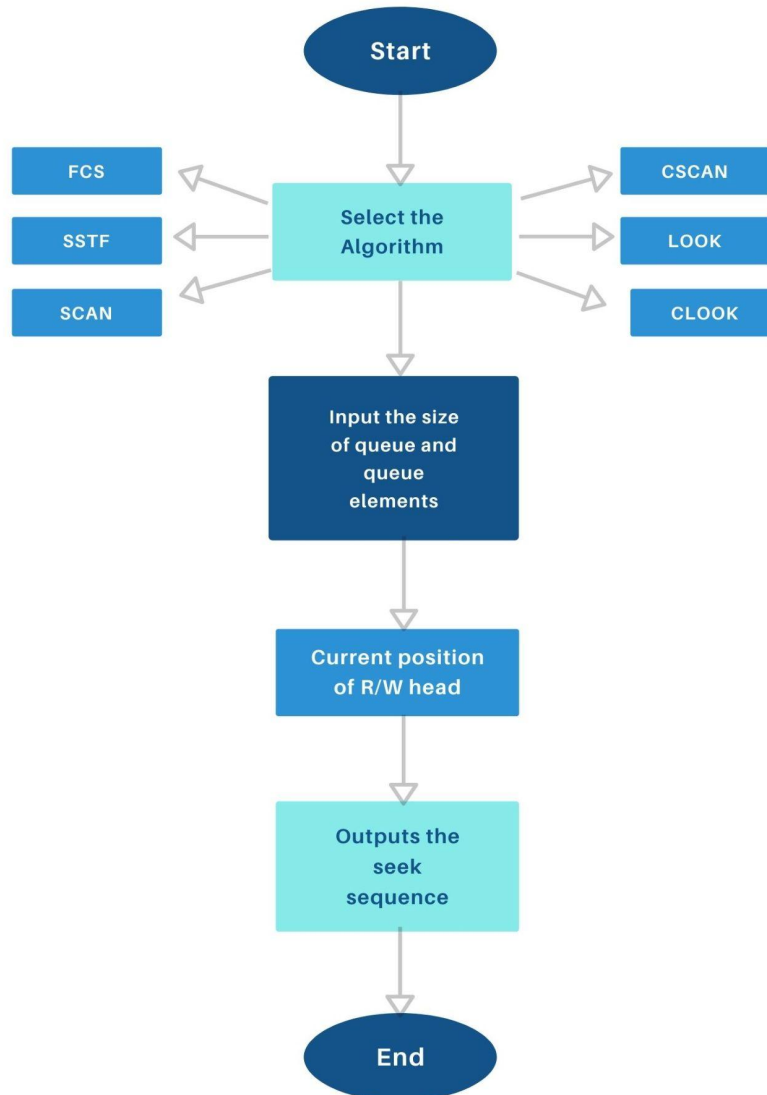 Start
FCS
SSTF
SCAN
Select the
Algorithm
CSCAN
LOOK
CLOOK
Input the size
of queue and
queue
elements
Current position
of R/W head
Outputs the
seek
sequence
End